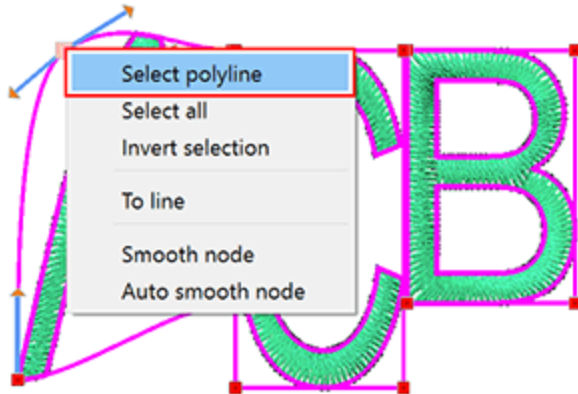 Select polyline
Select all
Invert selection
To line
Smooth node
Auto smooth node
C
B